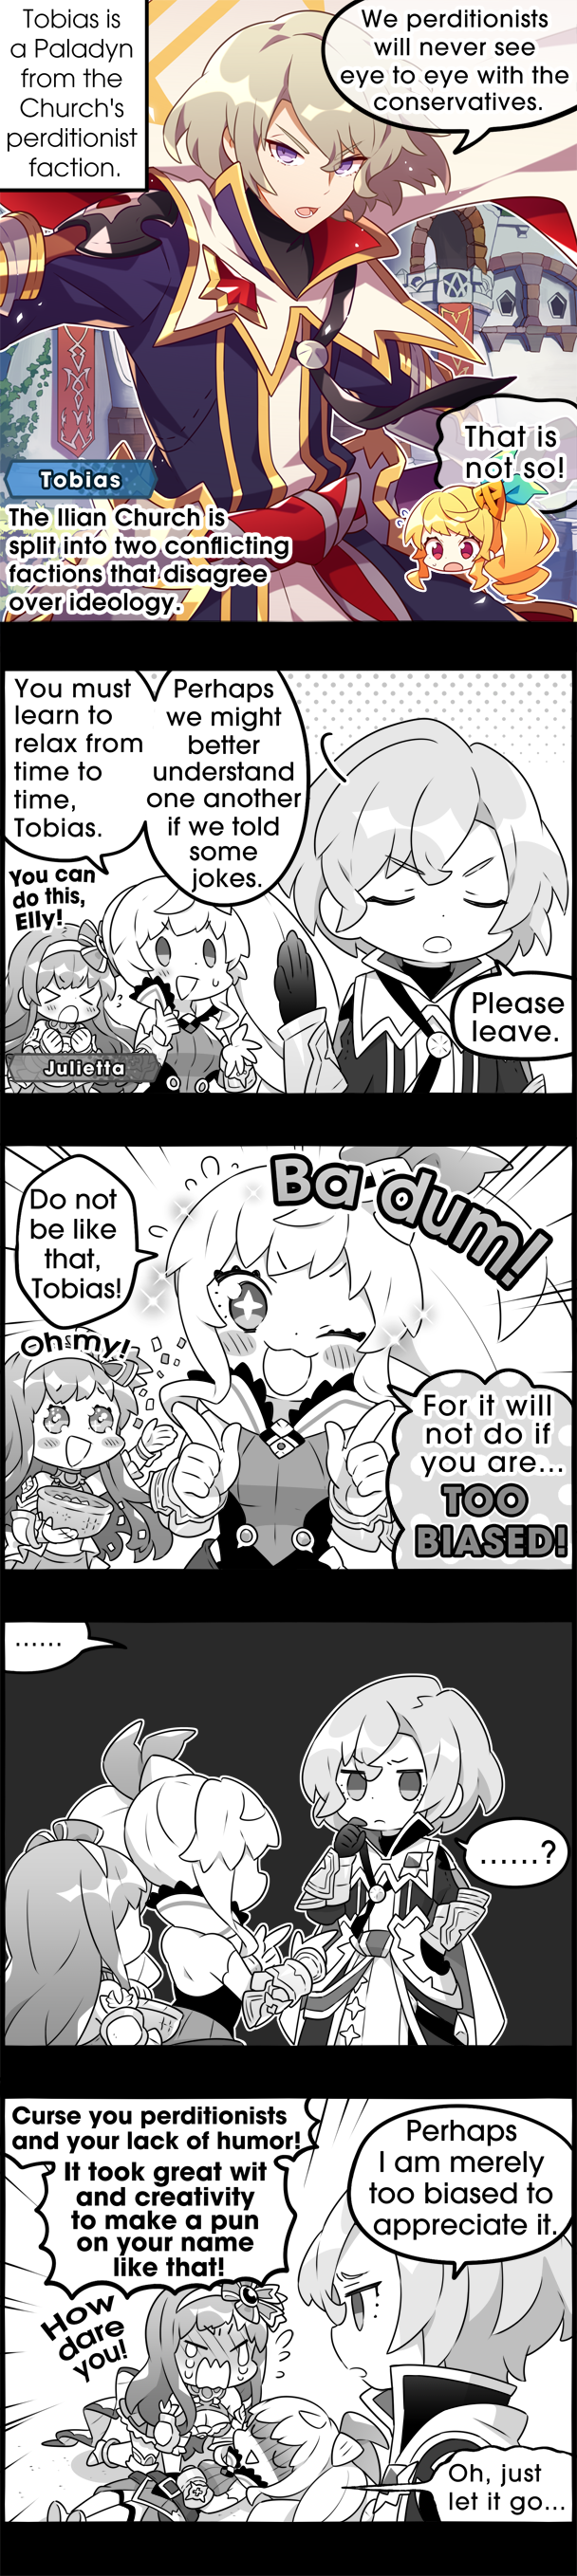 Tobias is
a Paladyn
from the
Church's
perditionist
faction.
We perditionists
will never see
eye to eye with the
conservatives.
That is
not so!
Tobias
The Ilian Church is
split into two conflicting
factions that disagree
over ideology.
You must
learn to
relax from
time to
time,
Tobias.
Perhaps
we might
better
understand
one another
if we told
some
jokes.
You can
do this,
Elly!
Julietta
Please
leave.
Do not
be like
that,
Tobias!
Ba dum!
Oh my!
For it will
not do if
you are...
TOO
BIASED!
......
......?
Curse you perditionists
and your lack of humor!
It took great wit
and creativity
to make a pun
on your name
like that!
Perhaps
I am merely
too biased to
appreciate it.
How
dare
you!
Oh, just
let it go...